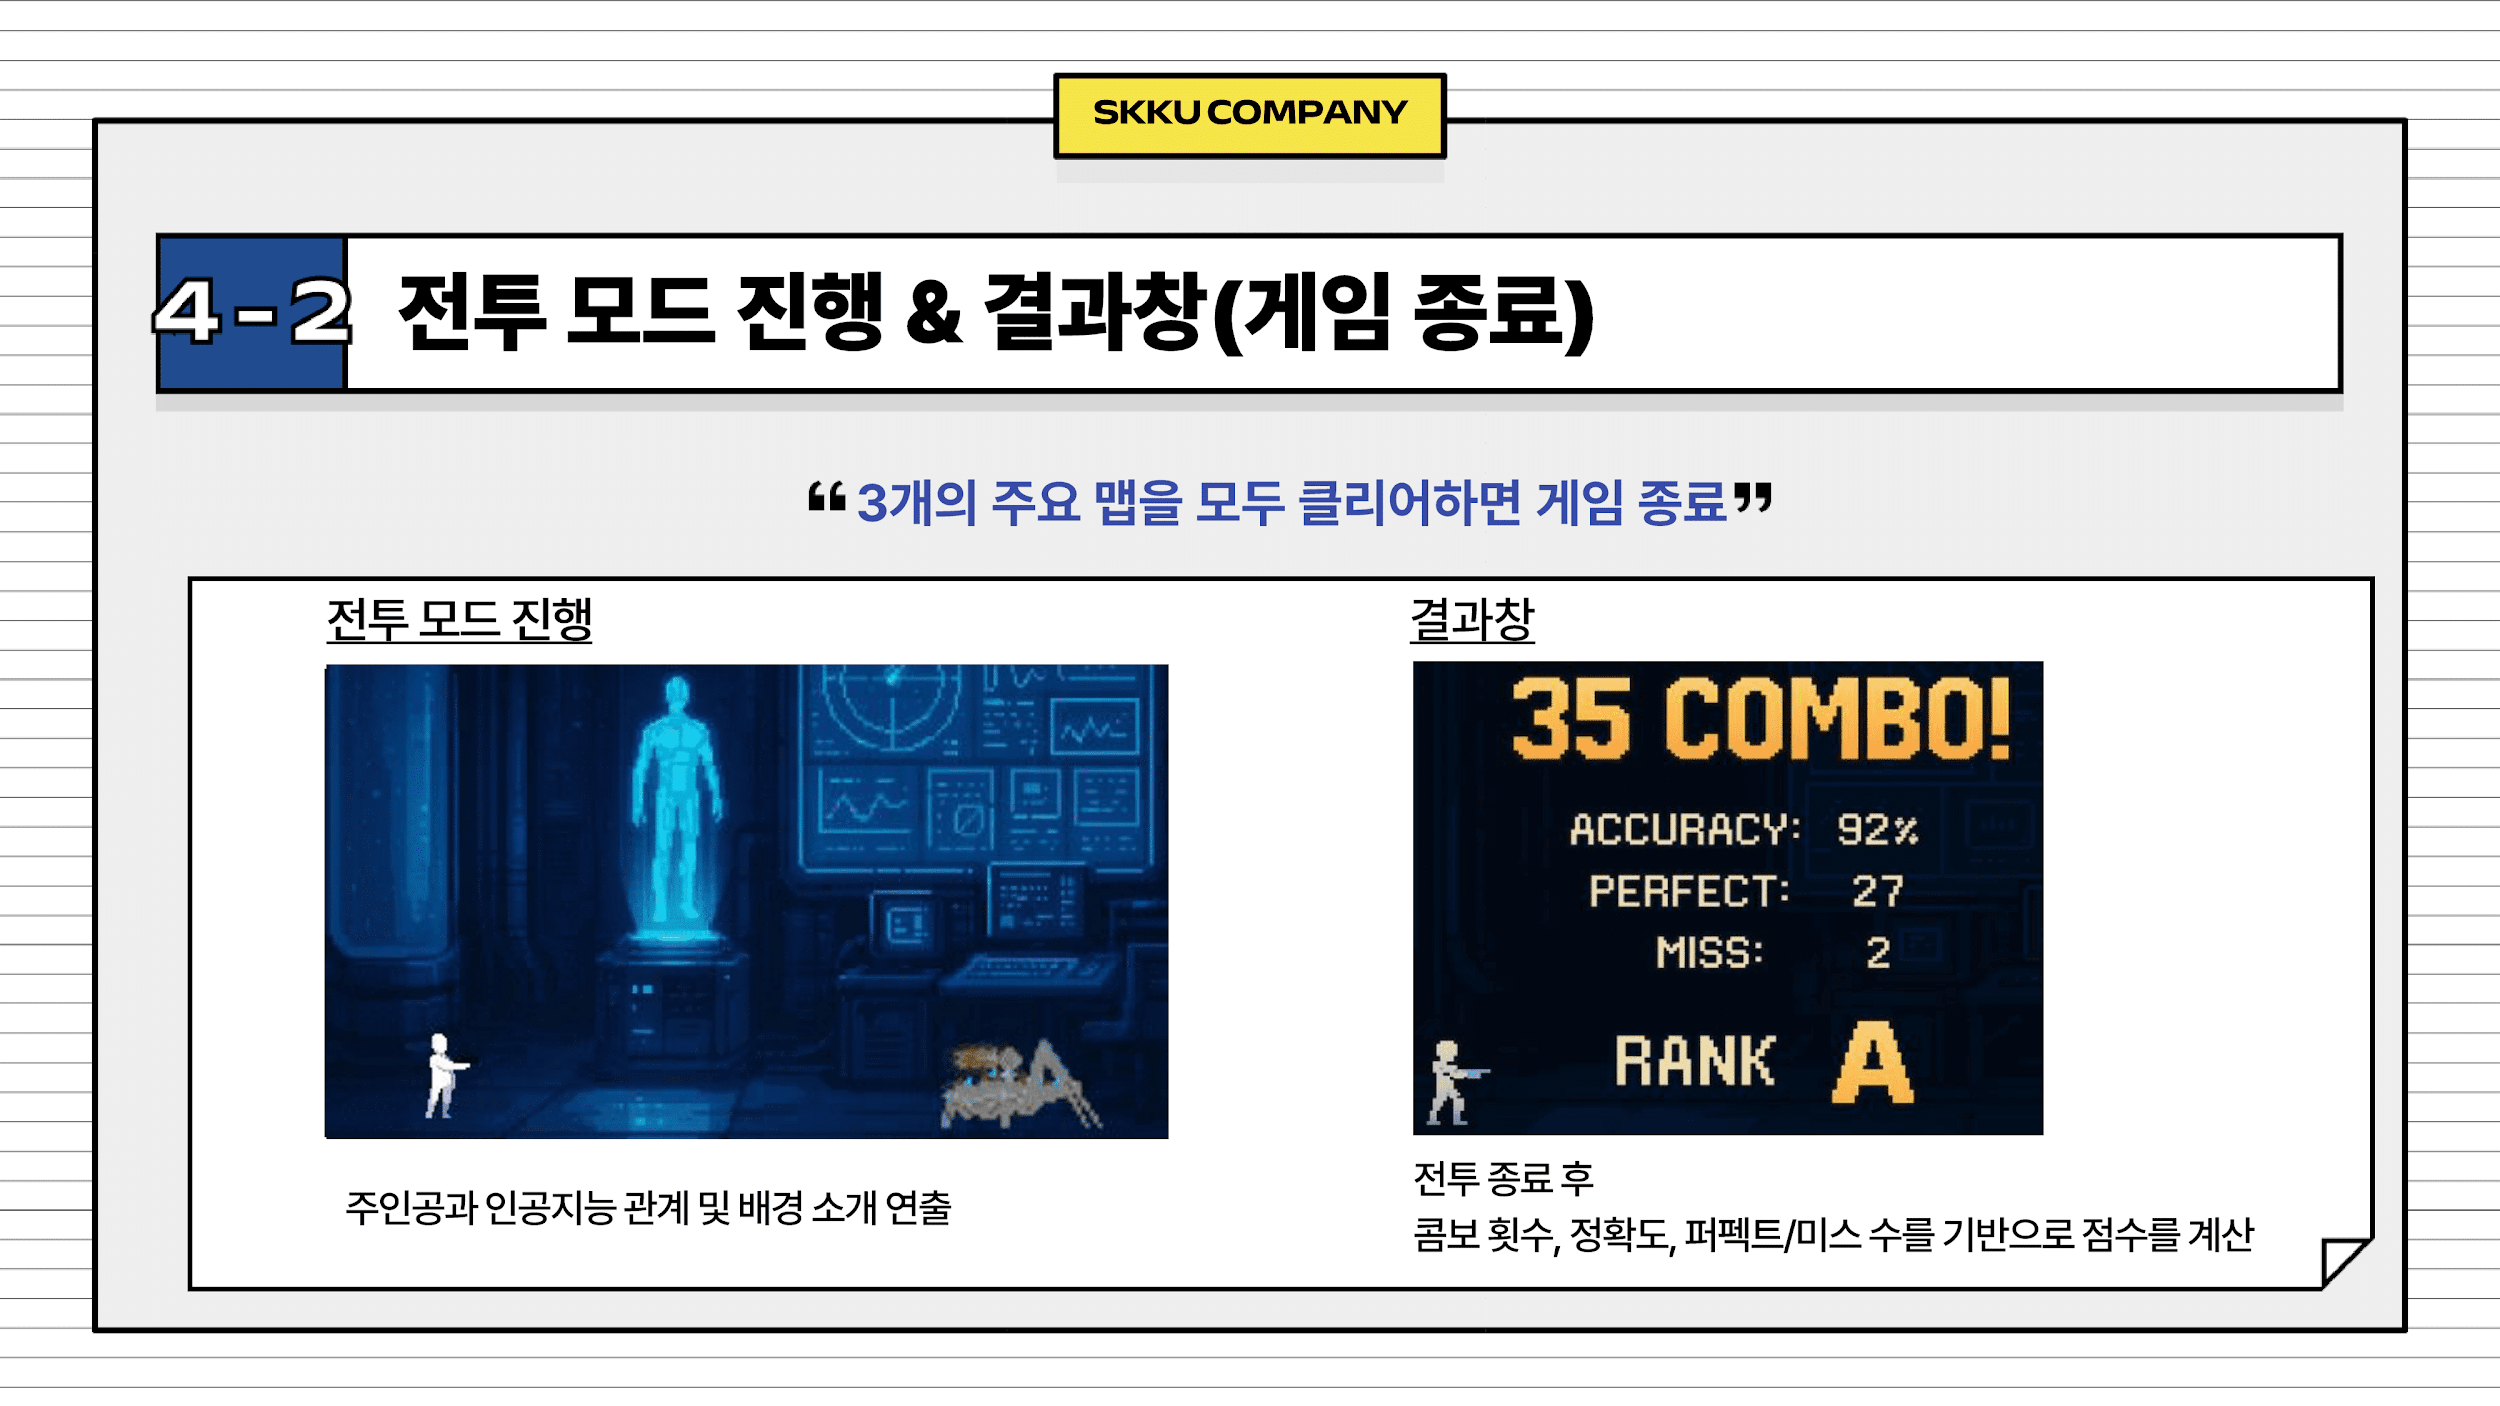 SKKU COMPANY
4-2 전투 모드 진행 & 결과창(게임 종료)
“3개의 주요 맵을 모두 클리어하면 게임 종료”
전투 모드 진행
주인공과 인공지능 관계 및 배경 소개 연출
결과창
35 COMBO!
ACCURACY: 92%
PERFECT: 27
MISS: 2
RANK A
전투 종료 후
콤보 횟수, 정확도, 퍼펙트/미스 수를 기반으로 점수를 계산